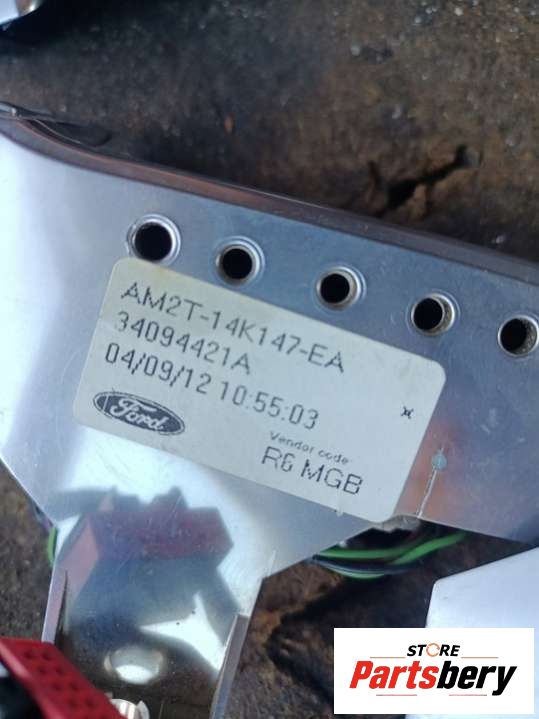 AM2T-14K147-EA
34094421A
04/09/12 10:55:03
Ford
Vendor code
R6 MGB
STORE
Partsbery